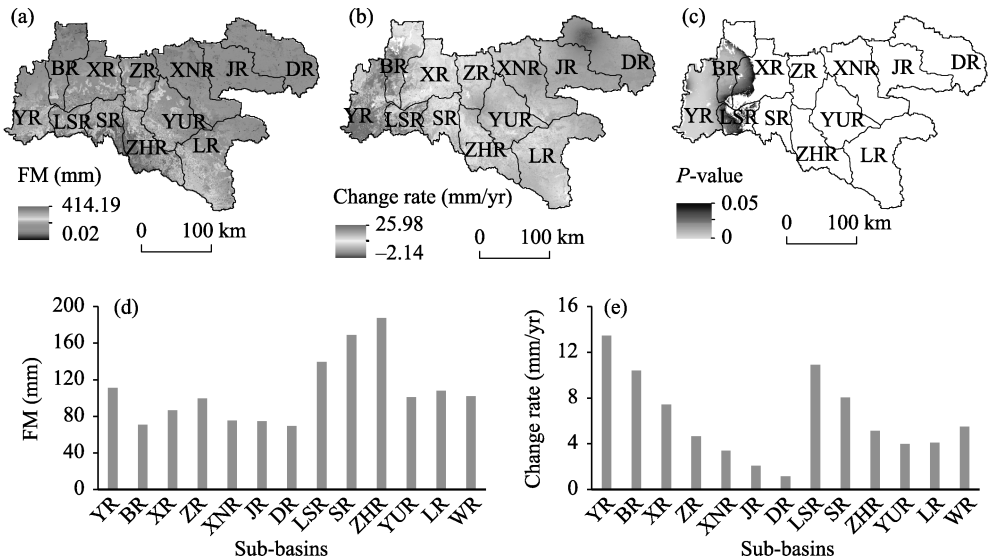 (a)
BR XR ZR XNR JR DR
YR LSR SR YUR
ZHR LR
FM (mm)
414.19
0.02
0 100 km
(b)
BR XR ZR XNR JR DR
YR LSR SR YUR
ZHR LR
Change rate (mm/yr)
25.98
−2.14
0 100 km
(c)
BR XR ZR XNR JR DR
YR LSR SR YUR
ZHR LR
P-value
0.05
0
0 100 km
(d)
FM (mm)
200
160
120
80
40
0
YR BR XR ZR XNR JR DR LSR SR ZHR YUR LR WR
Sub-basins
(e)
Change rate (mm/yr)
16
12
8
4
0
YR BR XR ZR XNR JR DR LSR SR ZHR YUR LR WR
Sub-basins